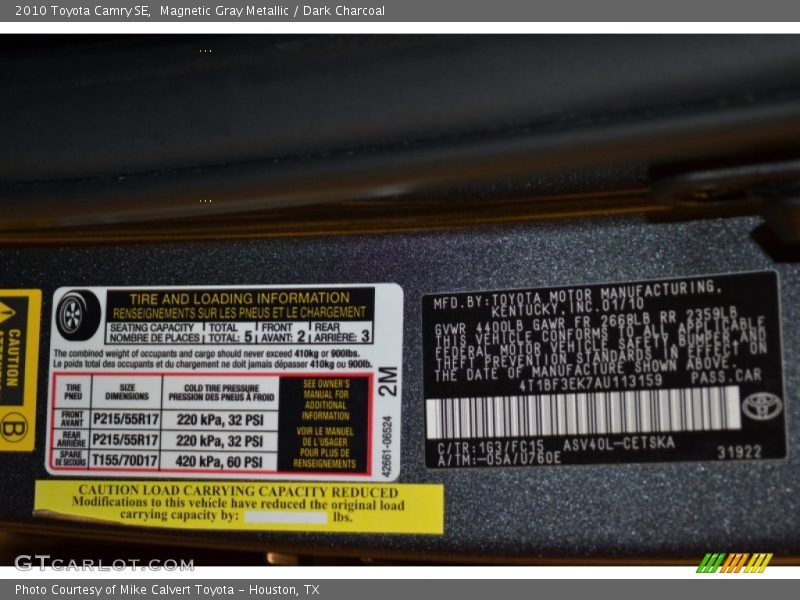 2010 Toyota Camry SE, Magnetic Gray Metallic / Dark Charcoal
CAUTION
B
TIRE AND LOADING INFORMATION
RENSEIGNEMENTS SUR LES PNEUS ET LE CHARGEMENT
SEATING CAPACITY TOTAL FRONT REAR
NOMBRE DE PLACES TOTAL: 5 AVANT: 2 ARRIÈRE: 3
The combined weight of occupants and cargo should never exceed 410kg or 900lbs.
Le poids total des occupants et du chargement ne doit jamais dépasser 410kg ou 900lb.
TIRE PNEU SIZE DIMENSIONS COLD TIRE PRESSURE PRESSION DES PNEUS À FROID
FRONT AVANT P215/55R17 220 kPa, 32 PSI
REAR ARRIÈRE P215/55R17 220 kPa, 32 PSI
SPARE DE SECOURS T155/70D17 420 kPa, 60 PSI
SEE OWNER'S
MANUAL FOR
ADDITIONAL
INFORMATION
VOIR LE MANUEL
DE L'USAGER
POUR PLUS DE
RENSEIGNEMENTS
42661-06524 2M
CAUTION LOAD CARRYING CAPACITY REDUCED
Modifications to this vehicle have reduced the original load
carrying capacity by: lbs.
MFD.BY:TOYOTA MOTOR MANUFACTURING,
KENTUCKY,INC.01/10
GVWR 4400LB GAWR FR 2668LB RR 2359LB
THIS VEHICLE CONFORMS TO ALL APPLICABLE
FEDERAL MOTOR VEHICLE SAFETY BUMPER,AND
THEFT PREVENTION STANDARDS IN EFFECT ON
THE DATE OF MANUFACTURE SHOWN ABOVE.
4T1BF3EK7AU113159 PASS.CAR
C/TR:1G3/FC15 ASV40L-CETSKA
A/TM:-05A/U760E 31922
GTCARLOT.COM
Photo Courtesy of Mike Calvert Toyota - Houston, TX